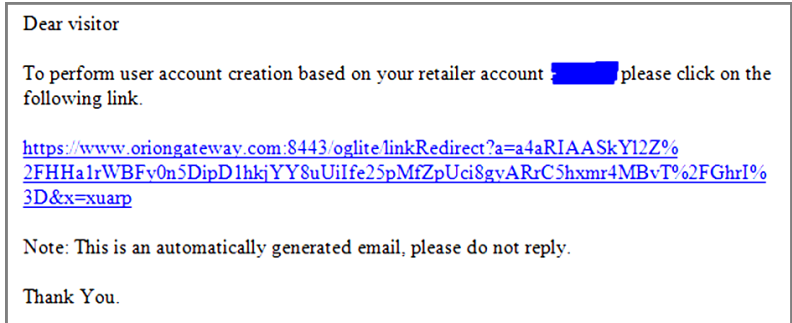 Dear visitor
To perform user account creation based on your retailer account please click on the
following link.
https://www.oriongateway.com:8443/oglite/linkRedirect?a=a4aRIAASkYl2Z%
2FHHa1rWBFy0n5DipD1hkjYY8uUiIfe25pMfZpUci8gyARrC5hxmr4MBvT%2FGhrI%
3D&x=xuarp
Note: This is an automatically generated email, please do not reply.
Thank You.